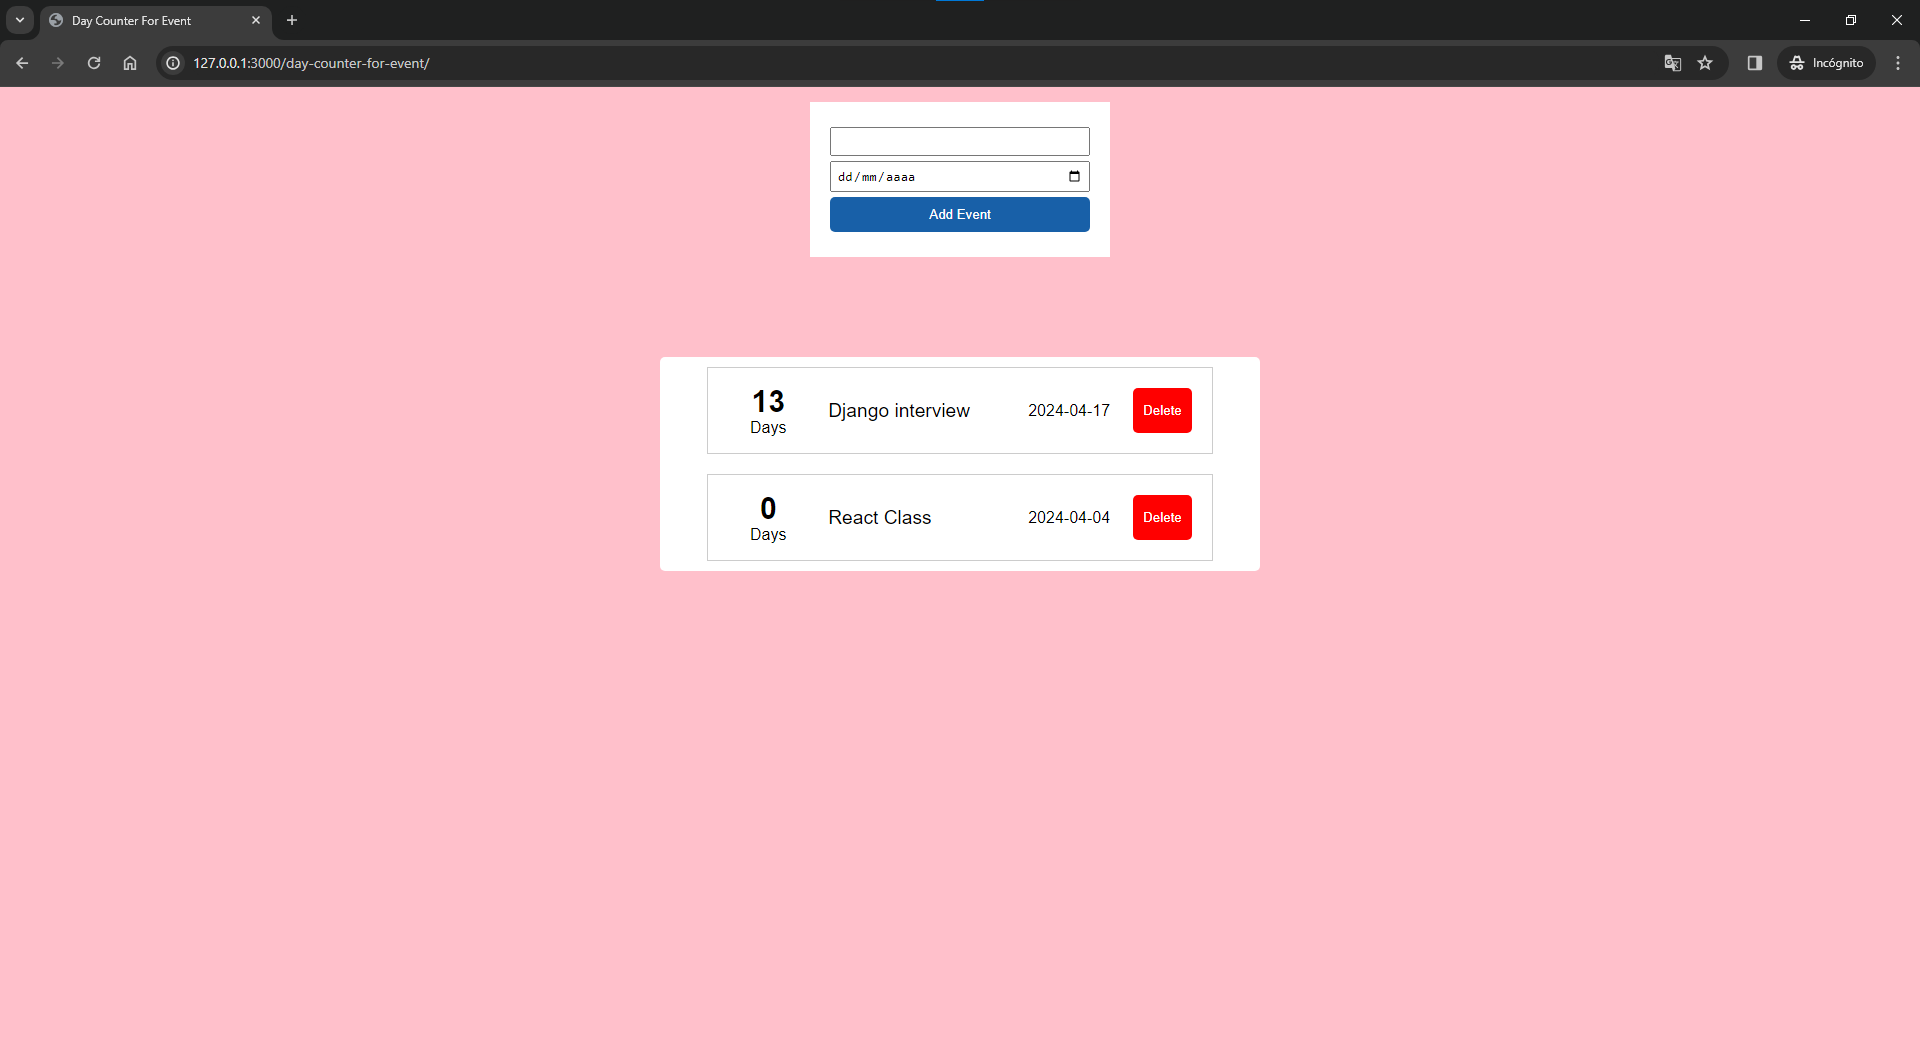 Day Counter For Event
127.0.0.1:3000/day-counter-for-event/
Incógnito
dd/mm/aaaa
Add Event
13
Days
Django interview
2024-04-17
Delete
0
Days
React Class
2024-04-04
Delete